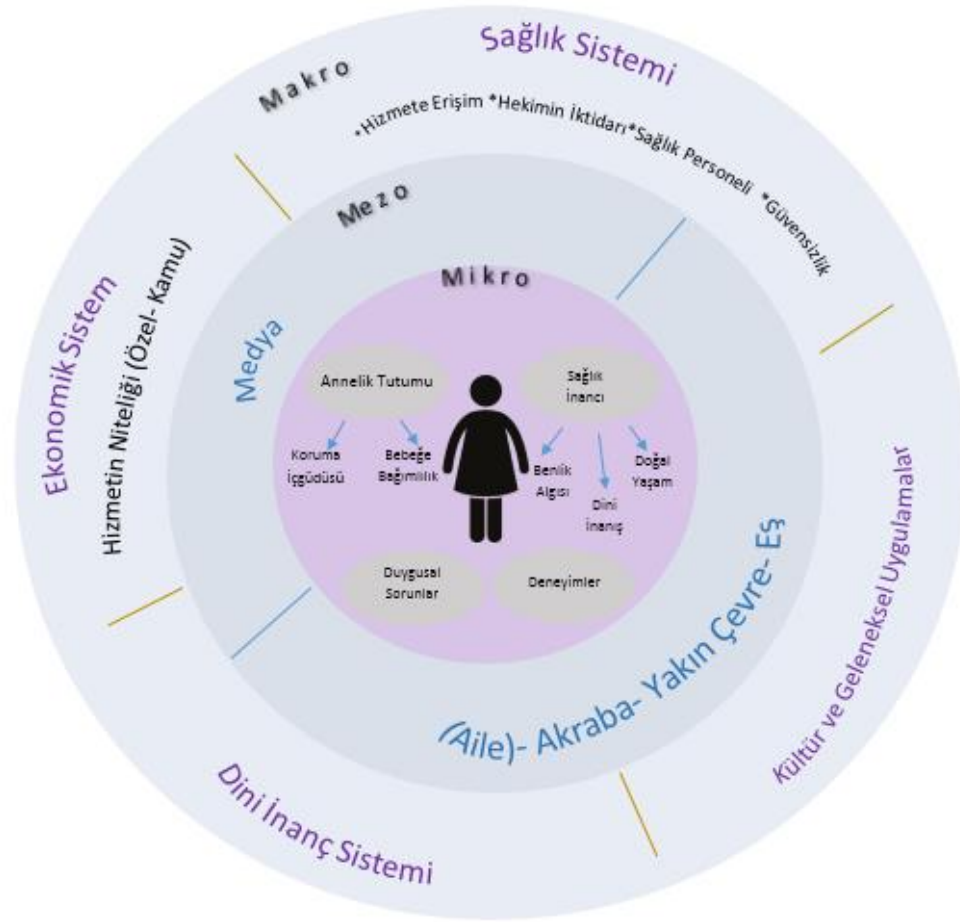 Sağlık Sistemi
Makro
*Hizmete Erişim *Hekimin İktidarı*Sağlık Personeli *Güvensizlik
Mezo
Mikro
Ekonomik Sistem
Hizmetin Niteliği (Özel- Kamu)
Medya
Annelik Tutumu
Sağlık
İnancı
Koruma
İçgüdüsü
Bebeğe
Bağımlılık
Benlik
Algısı
Dini
İnanış
Doğal
Yaşam
Duygusal
Sorunlar
Deneyimler
(Aile)- Akraba- Yakın Çevre- Eş
Kültür ve Geleneksel Uygulamalar
Dini İnanç Sistemi